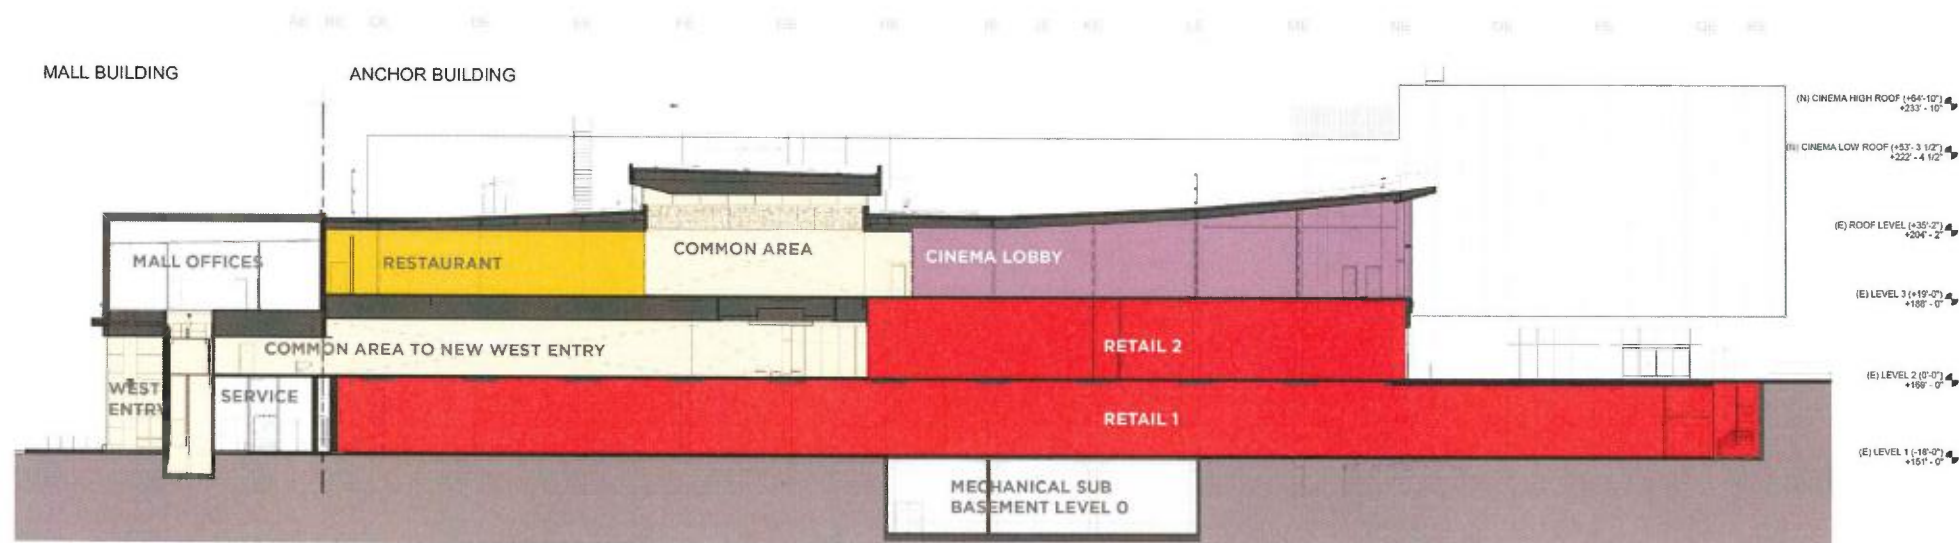 MALL BUILDING
ANCHOR BUILDING
(N) CINEMA HIGH ROOF (+64'-10")
+233' - 10"
(N) CINEMA LOW ROOF (+53'- 3 1/2")
+222' - 4 1/2"
(E) ROOF LEVEL (+35'-2")
+204' - 2"
(E) LEVEL 3 (+19'-0")
+188' - 0"
(E) LEVEL 2 (0'-0")
+169' - 0"
(E) LEVEL 1 (-18'-0")
+151' - 0"
MALL OFFICES
RESTAURANT
COMMON AREA
CINEMA LOBBY
COMMON AREA TO NEW WEST ENTRY
RETAIL 2
WEST
ENTRY
SERVICE
RETAIL 1
MECHANICAL SUB
BASEMENT LEVEL 0